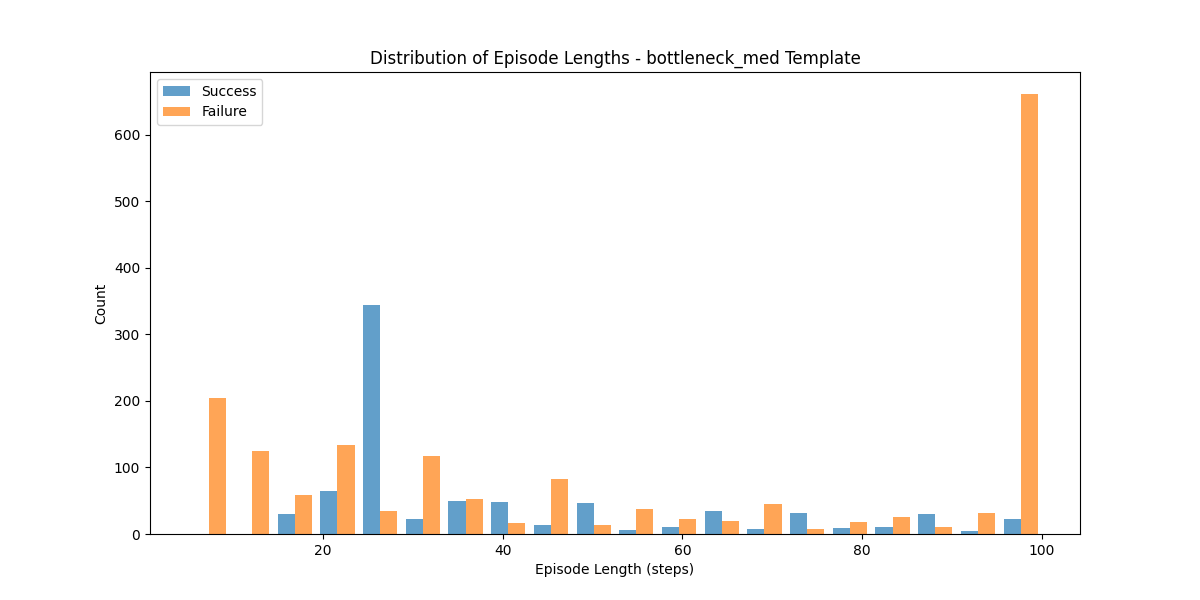 Distribution of Episode Lengths - bottleneck_med Template
Success
Failure
600
500
400
300
200
100
0
Count
20 40 60 80 100
Episode Length (steps)